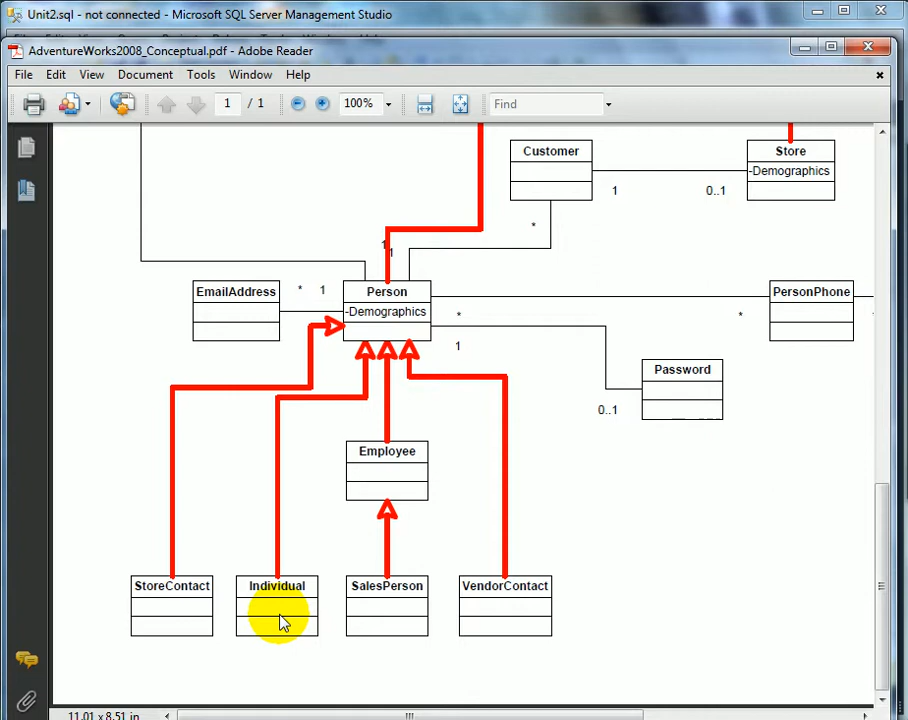 Unit2.sql - not connected - Microsoft SQL Server Management Studio
AdventureWorks2008_Conceptual.pdf - Adobe Reader
File Edit View Document Tools Window Help
1 / 1 100% Find
Customer
Store
-Demographics
1
0..1
*
1
1
EmailAddress
*
1
Person
-Demographics
PersonPhone
*
*
*
1
Password
0..1
Employee
StoreContact
Individual
SalesPerson
VendorContact
11.01 x 8.51 in